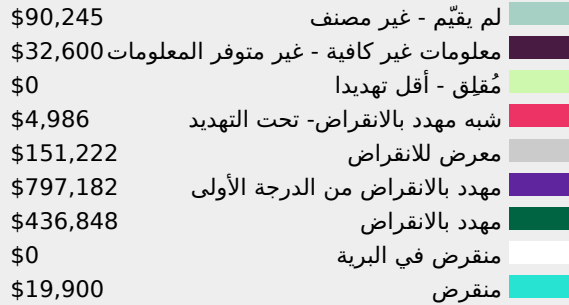 لم يقيّم - غير مصنف $90,245
معلومات غير كافية - غير متوفر المعلومات $32,600
مُقلِق - أقل تهديدا $0
شبه مهدد بالانقراض- تحت التهديد $4,986
معرض للانقراض $151,222
مهدد بالانقراض من الدرجة الأولى $797,182
مهدد بالانقراض $436,848
منقرض في البرية $0
منقرض $19,900